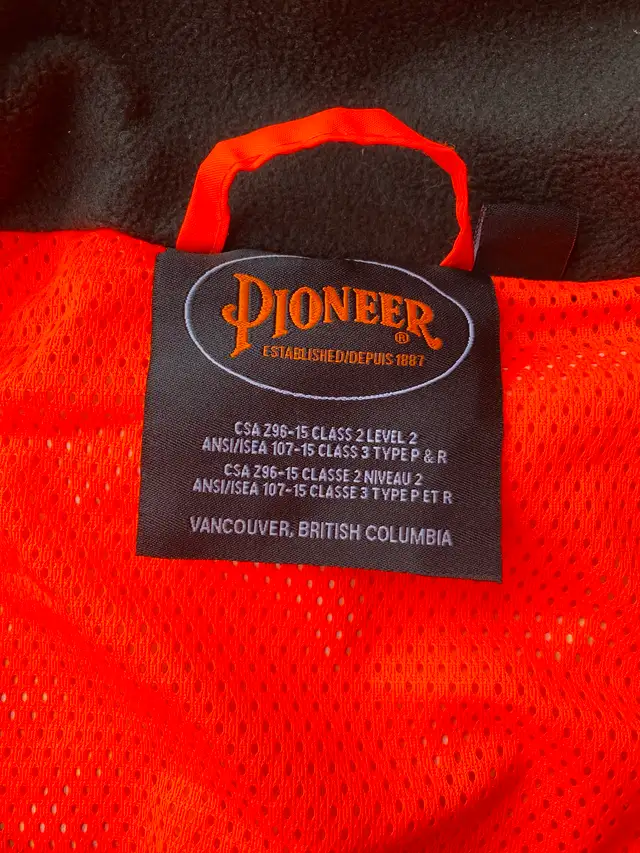 PIONEER®
ESTABLISHED/DEPUIS 1887
CSA Z96-15 CLASS 2 LEVEL 2
ANSI/ISEA 107-15 CLASS 3 TYPE P & R
CSA Z96-15 CLASSE 2 NIVEAU 2
ANSI/ISEA 107-15 CLASSE 3 TYPE P ET R
VANCOUVER, BRITISH COLUMBIA